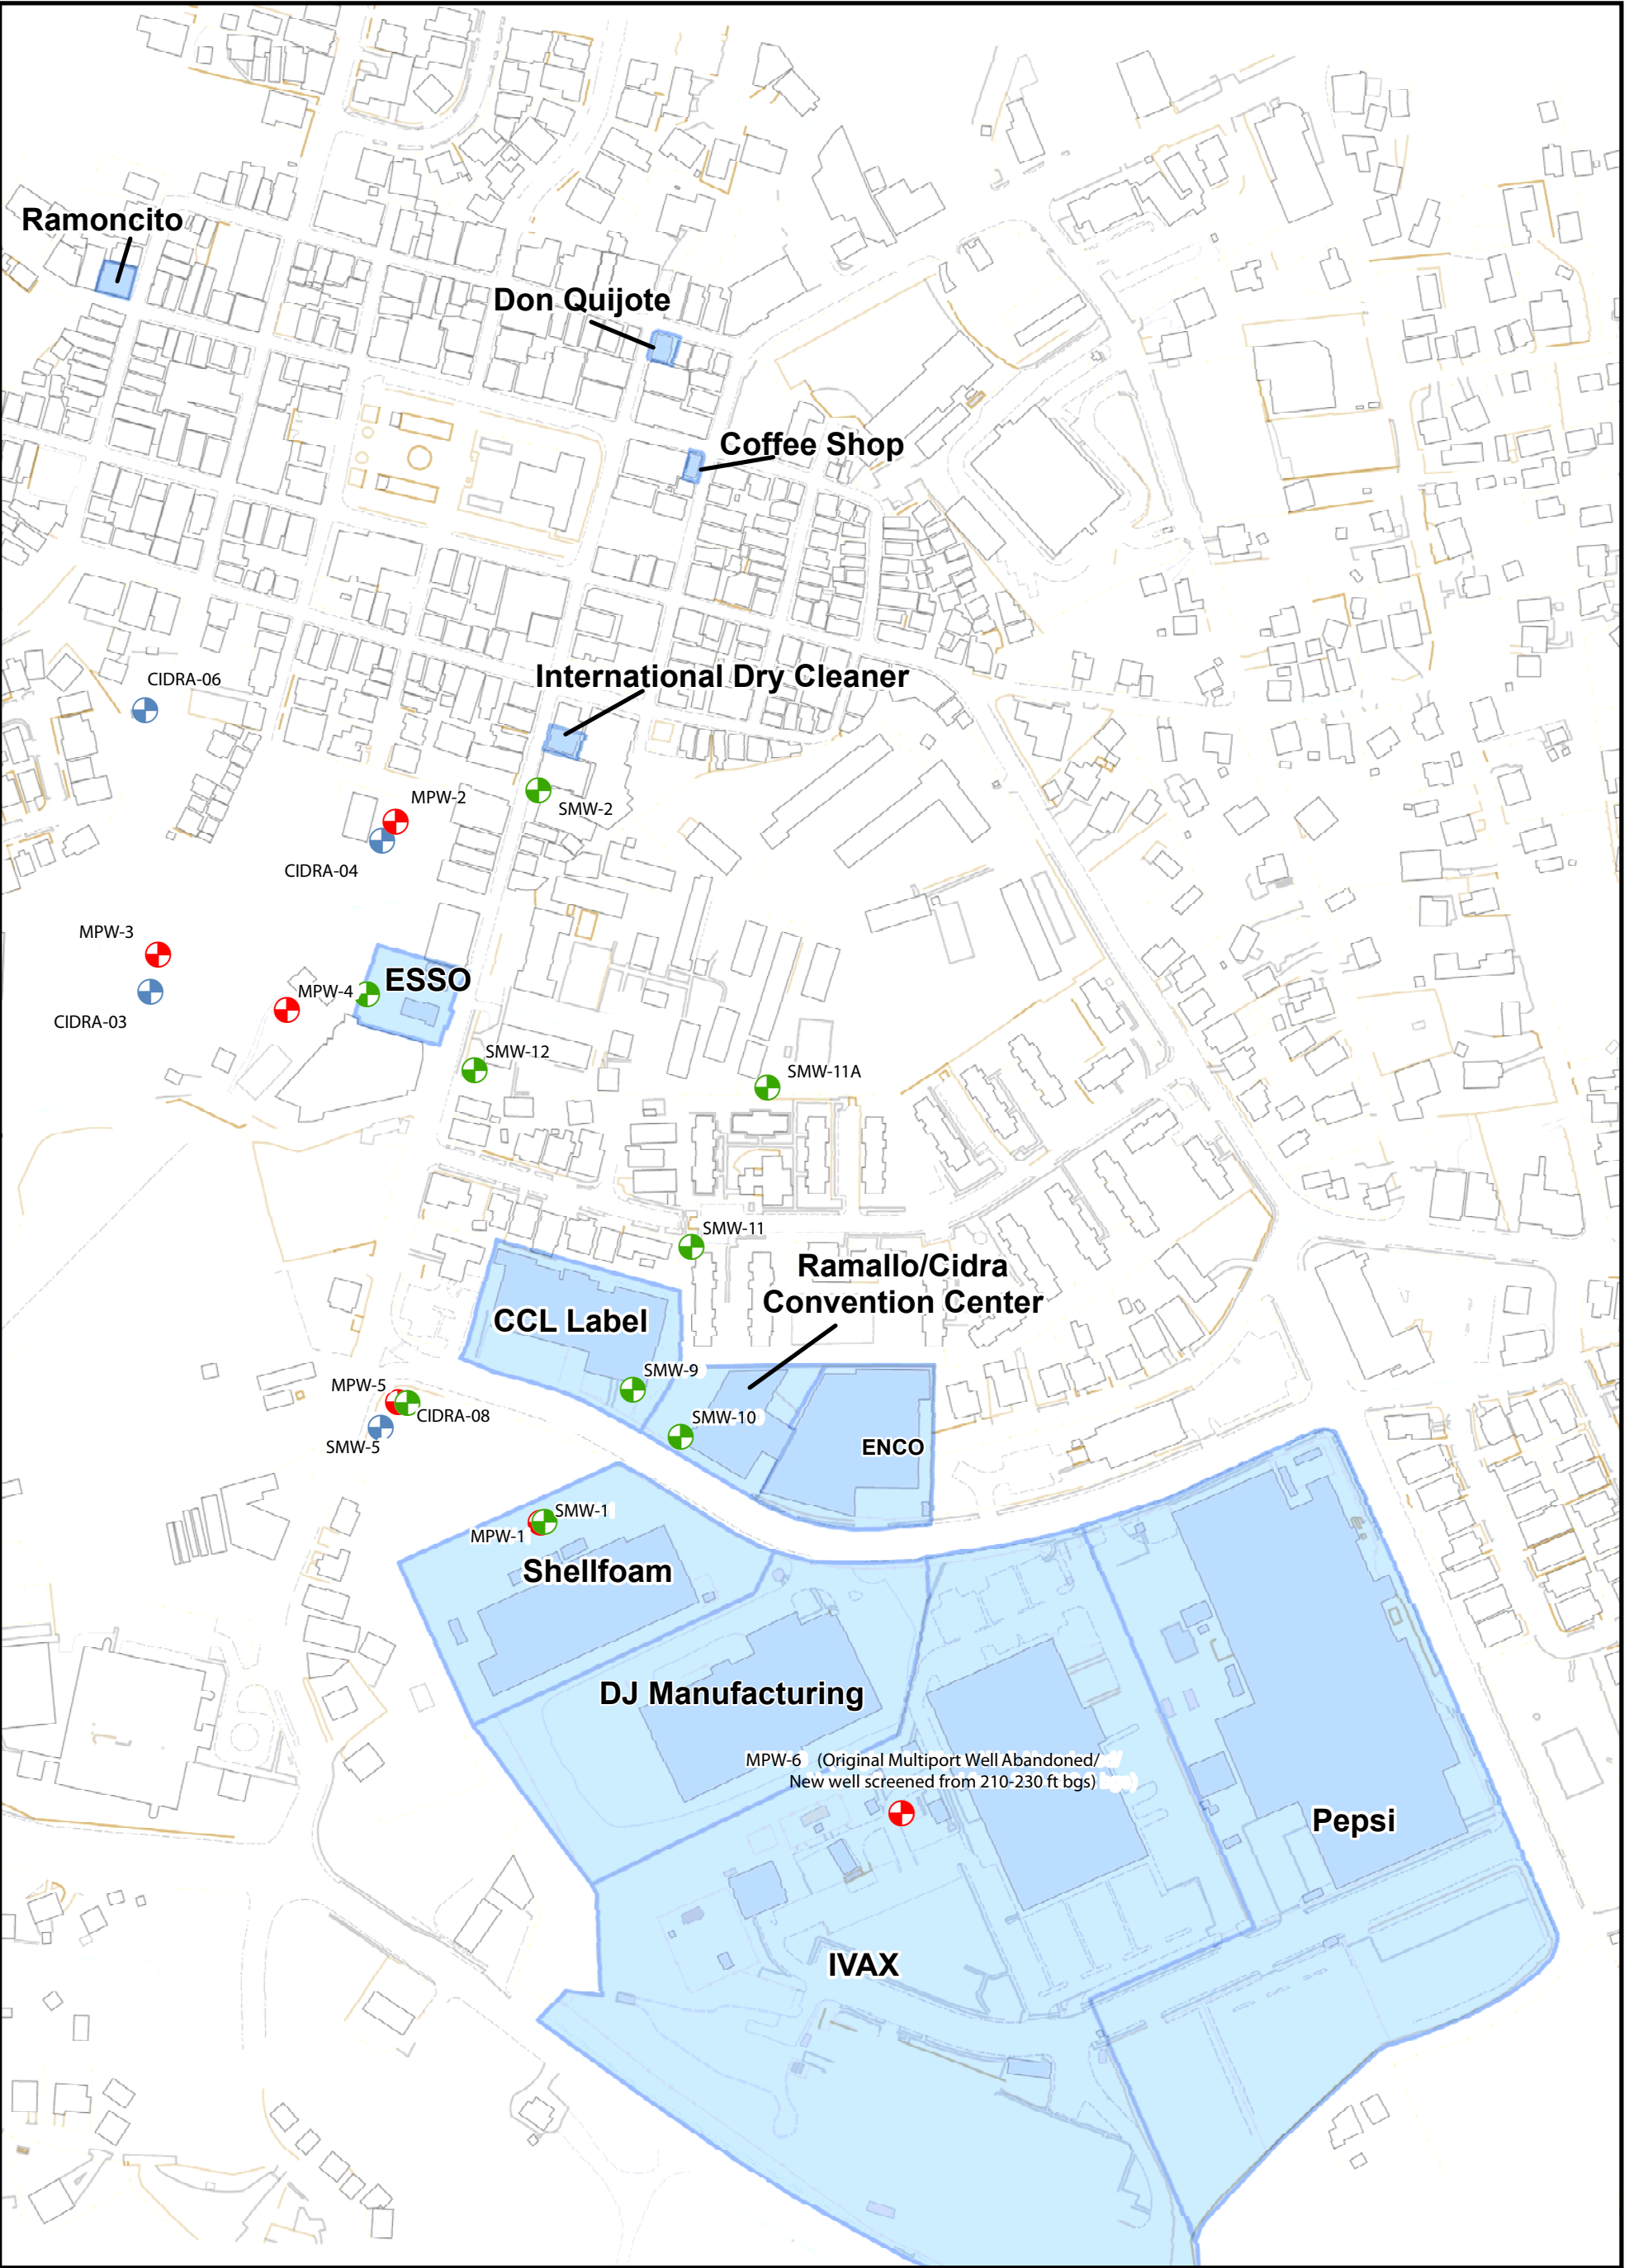 Ramoncito
Don Quijote
Coffee Shop
International Dry Cleaner
CIDRA-06
MPW-2
SMW-2
CIDRA-04
MPW-3
ESSO
MPW-4
CIDRA-03
SMW-12
SMW-11A
SMW-11
Ramallo/Cidra
Convention Center
CCL Label
SMW-9
MPW-5
CIDRA-08
SMW-10
SMW-5
ENCO
SMW-1
MPW-1
Shellfoam
DJ Manufacturing
MPW-6 (Original Multiport Well Abandoned/
New well screened from 210-230 ft bgs)
Pepsi
IVAX